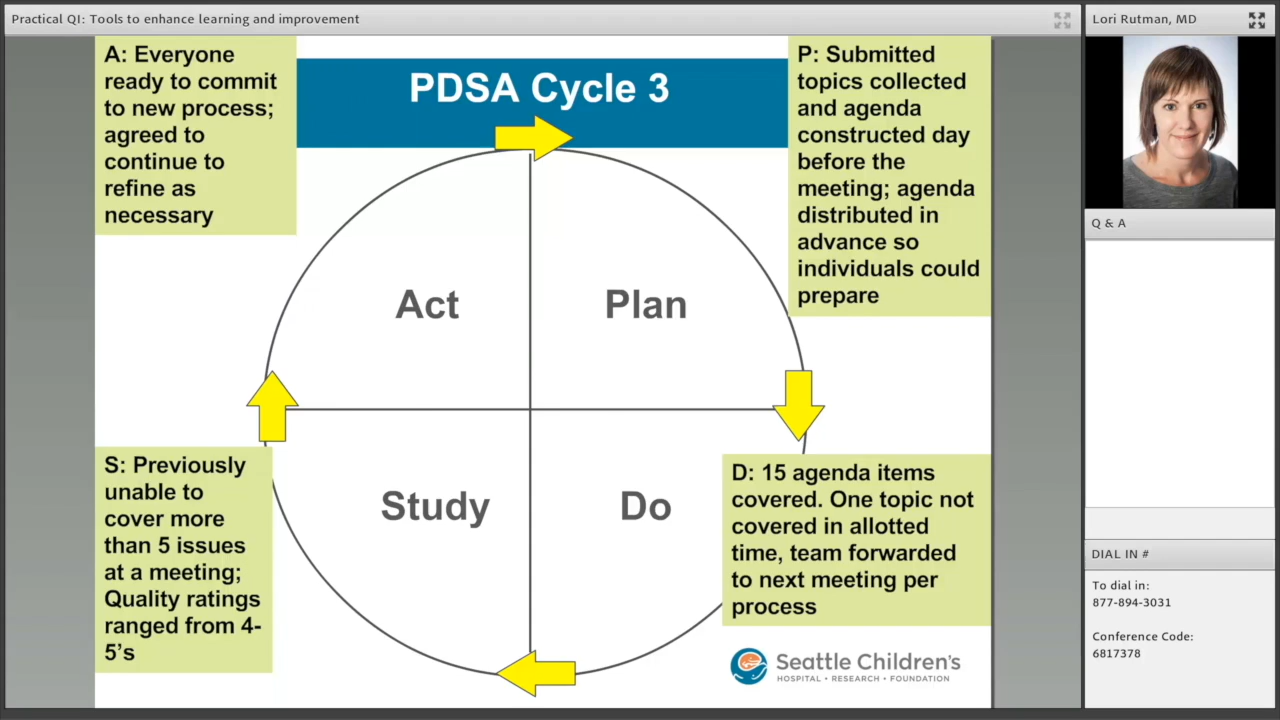 Practical QI: Tools to enhance learning and improvement
Lori Rutman, MD
A: Everyone
ready to commit
to new process;
agreed to
continue to
refine as
necessary
PDSA Cycle 3
P: Submitted
topics collected
and agenda
constructed day
before the
meeting; agenda
distributed in
advance so
individuals could
prepare
Act
Plan
Study
Do
S: Previously
unable to
cover more
than 5 issues
at a meeting;
Quality ratings
ranged from 4-
5’s
D: 15 agenda items
covered. One topic not
covered in allotted
time, team forwarded
to next meeting per
process
Seattle Children's
HOSPITAL • RESEARCH • FOUNDATION
Q & A
DIAL IN #
To dial in:
877-894-3031
Conference Code:
6817378